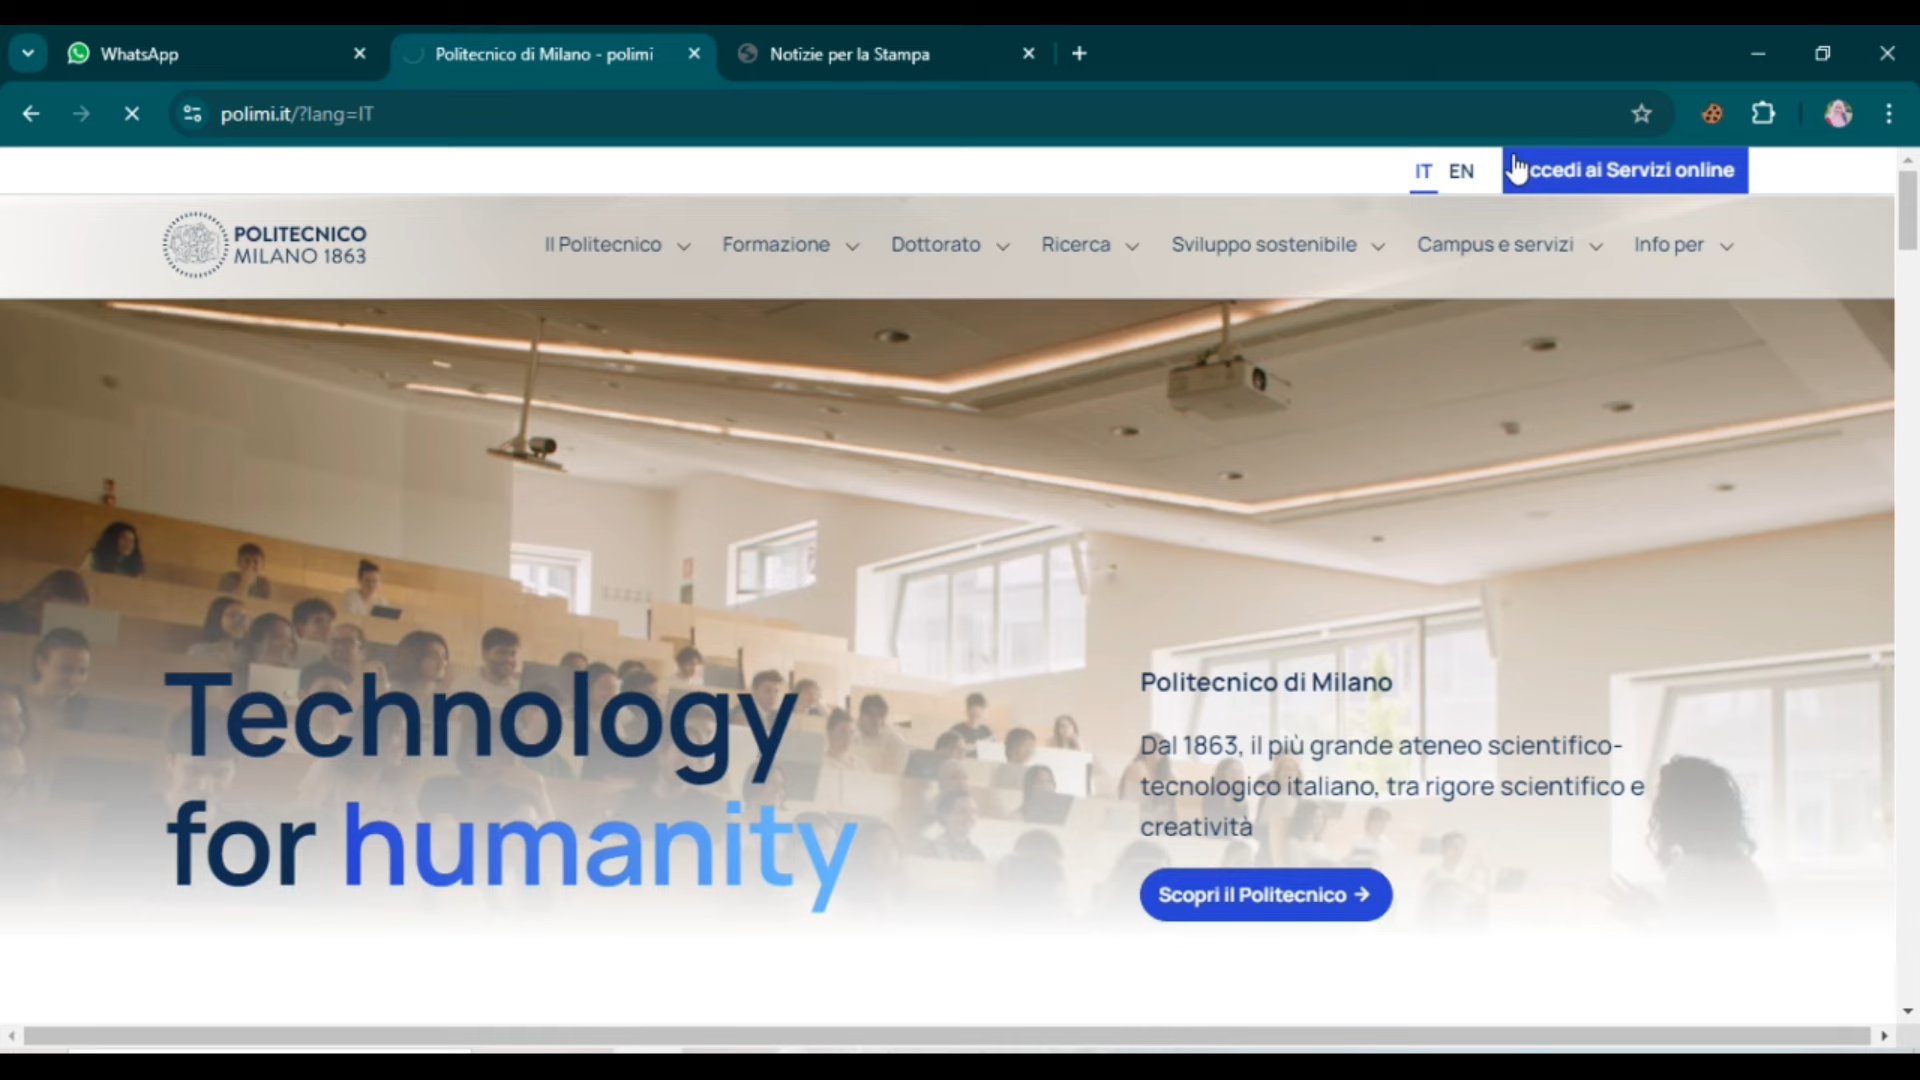 WhatsApp
Politecnico di Milano - polimi
Notizie per la Stampa
polimi.it/?lang=IT
IT EN
ccedi ai Servizi online
POLITECNICO
MILANO 1863
Il Politecnico
Formazione
Dottorato
Ricerca
Sviluppo sostenibile
Campus e servizi
Info per
Technology
for humanity
Politecnico di Milano
Dal 1863, il più grande ateneo scientifico-
tecnologico italiano, tra rigore scientifico e
creatività
Scopri il Politecnico →